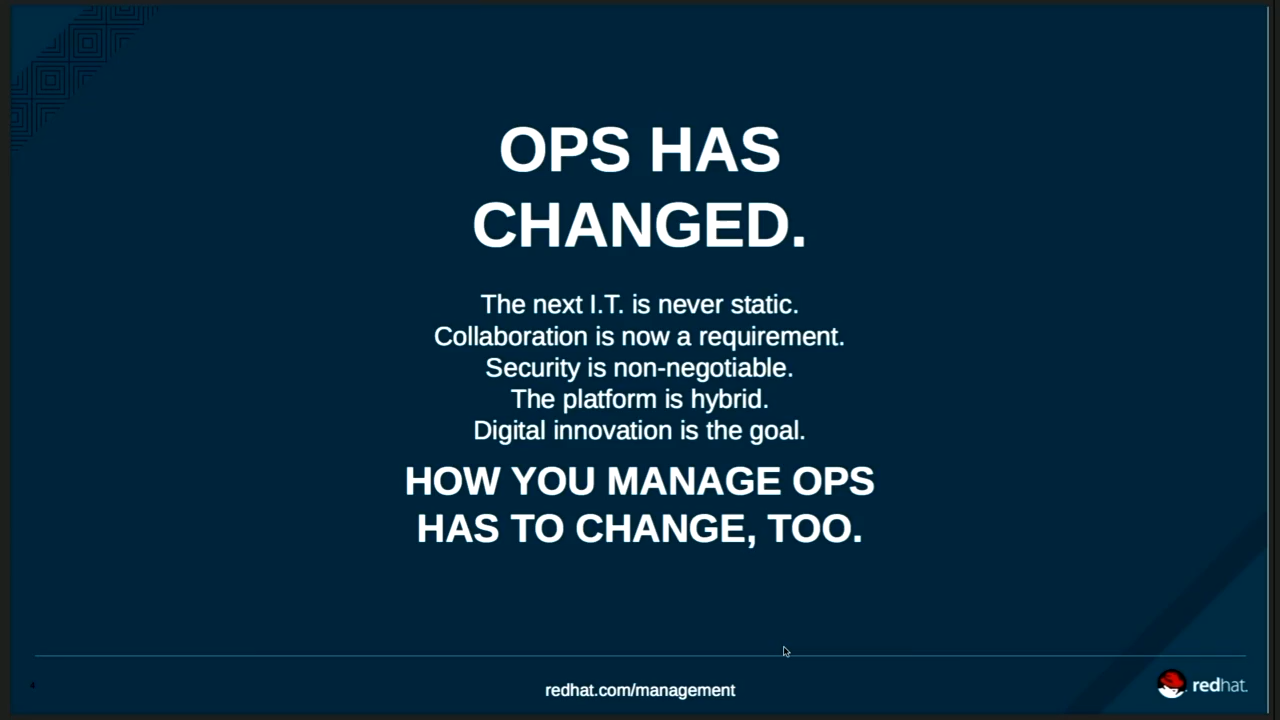 OPS HAS
CHANGED.
The next I.T. is never static.
Collaboration is now a requirement.
Security is non-negotiable.
The platform is hybrid.
Digital innovation is the goal.
HOW YOU MANAGE OPS
HAS TO CHANGE, TOO.
4
redhat.com/management
redhat.